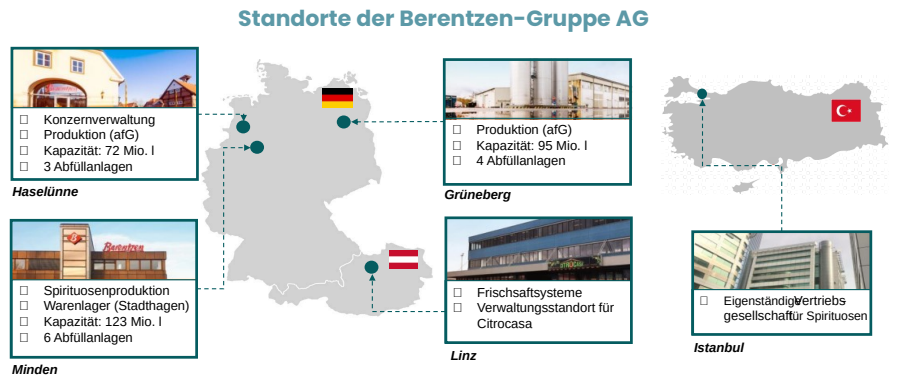 Standorte der Berentzen-Gruppe AG
Konzernverwaltung
Produktion (afG)
Kapazität: 72 Mio. l
3 Abfüllanlagen
Haselünne
Berentzen
Spirituosenproduktion
Warenlager (Stadthagen)
Kapazität: 123 Mio. l
6 Abfüllanlagen
Minden
Produktion (afG)
Kapazität: 95 Mio. l
4 Abfüllanlagen
Grüneberg
Frischsaftsysteme
Verwaltungsstandort für
Citrocasa
Linz
Eigenständige Vertriebs-
gesellschaft für Spirituosen
Istanbul